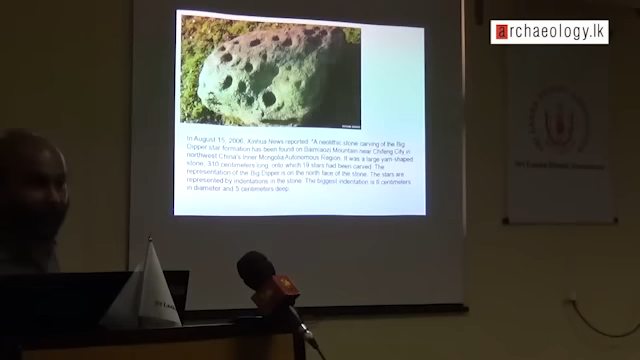 archaeology.lk
In August 15, 2006, Xinhua News reported: "A neolithic stone carving of the Big
Dipper star formation has been found on Baimiaozi Mountain near Chifeng City in
northwest China's Inner Mongolia Autonomous Region. It was a large yam-shaped
stone, 310 centimeters long, onto which 19 stars had been carved. The
representation of the Big Dipper is on the north face of the stone. The stars are
represented by indentations in the stone. The biggest indentation is 6 centimeters
in diameter and 5 centimeters deep.